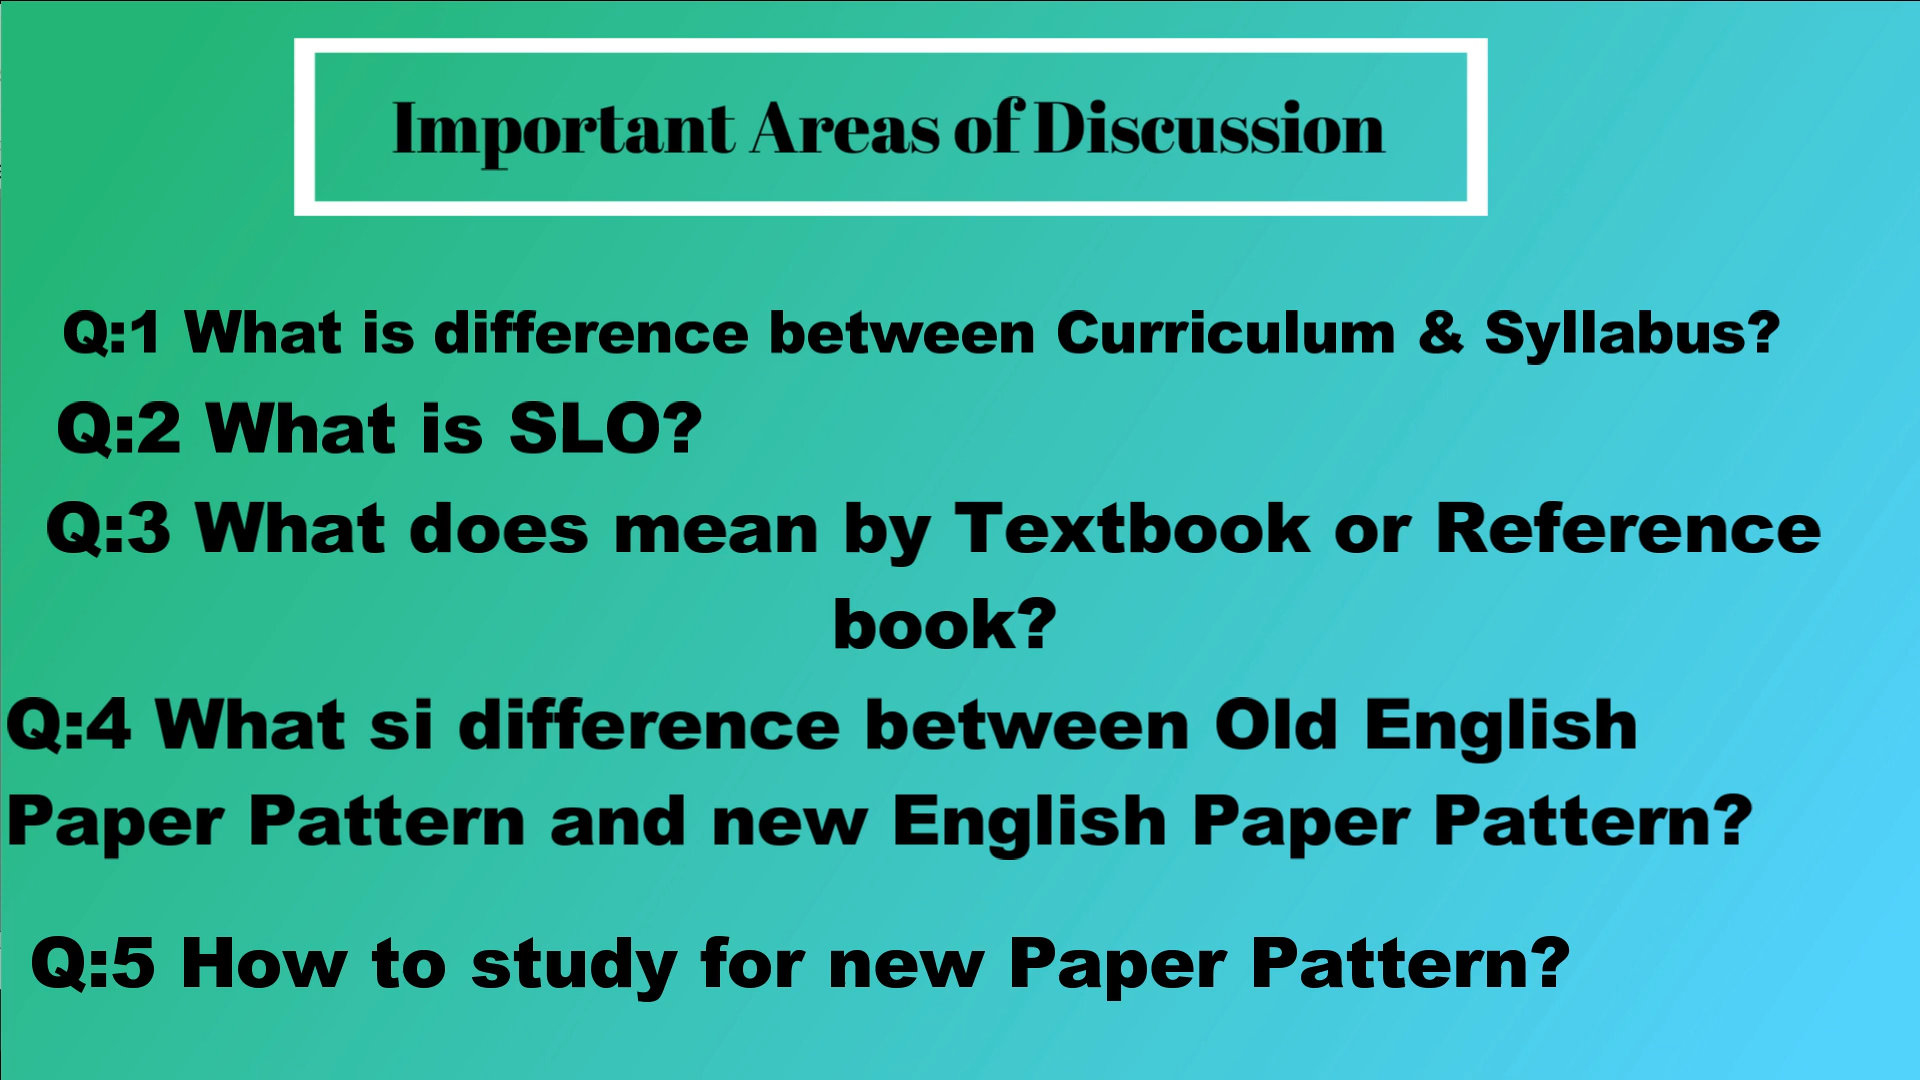 Important Areas of Discussion
Q:1 What is difference between Curriculum & Syllabus?
Q:2 What is SLO?
Q:3 What does mean by Textbook or Reference
book?
Q:4 What si difference between Old English
Paper Pattern and new English Paper Pattern?
Q:5 How to study for new Paper Pattern?